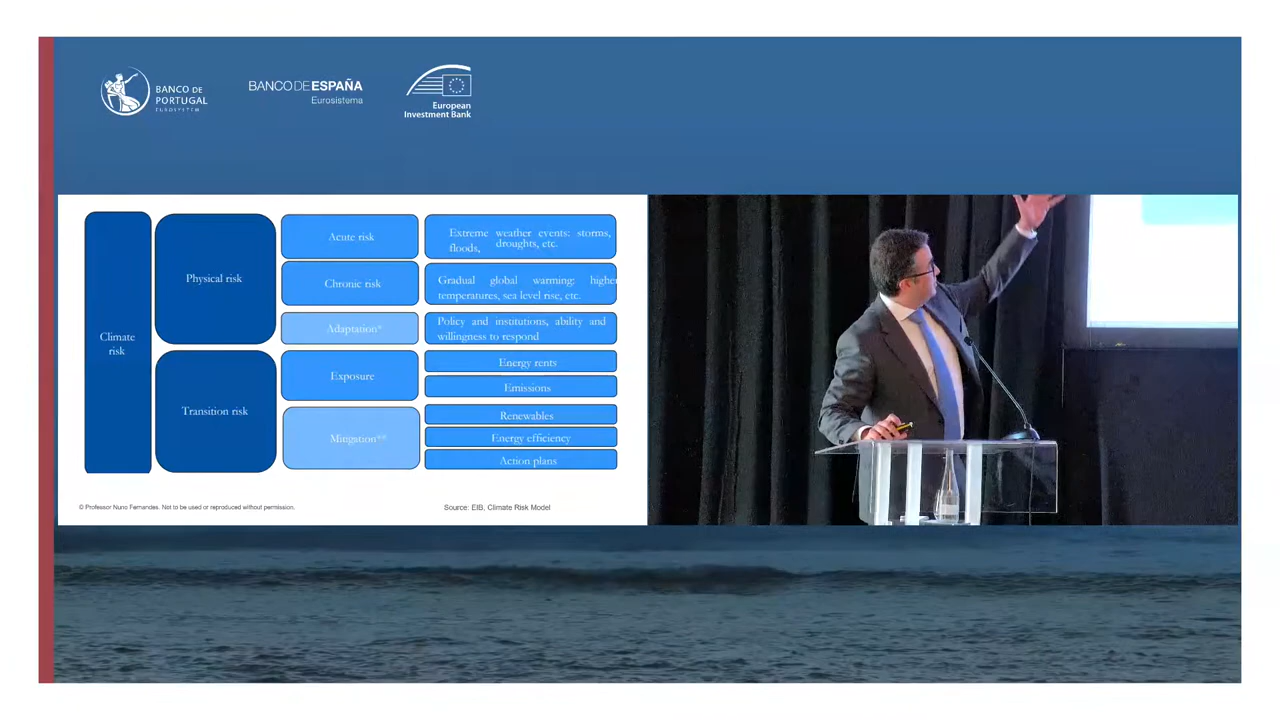 BANCO DE
PORTUGAL
EUROSYSTEM
BANCO DE ESPAÑA
Eurosistema
European
Investment Bank
Climate
risk
Physical risk
Transition risk
Acute risk
Extreme weather events: storms,
floods, droughts, etc.
Chronic risk
Gradual global warming: higher
temperatures, sea level rise, etc.
Adaptation*
Policy and institutions, ability and
willingness to respond
Exposure
Energy rents
Emissions
Mitigation**
Renewables
Energy efficiency
Action plans
© Professor Nuno Fernandes. Not to be used or reproduced without permission.
Source: EIB, Climate Risk Model